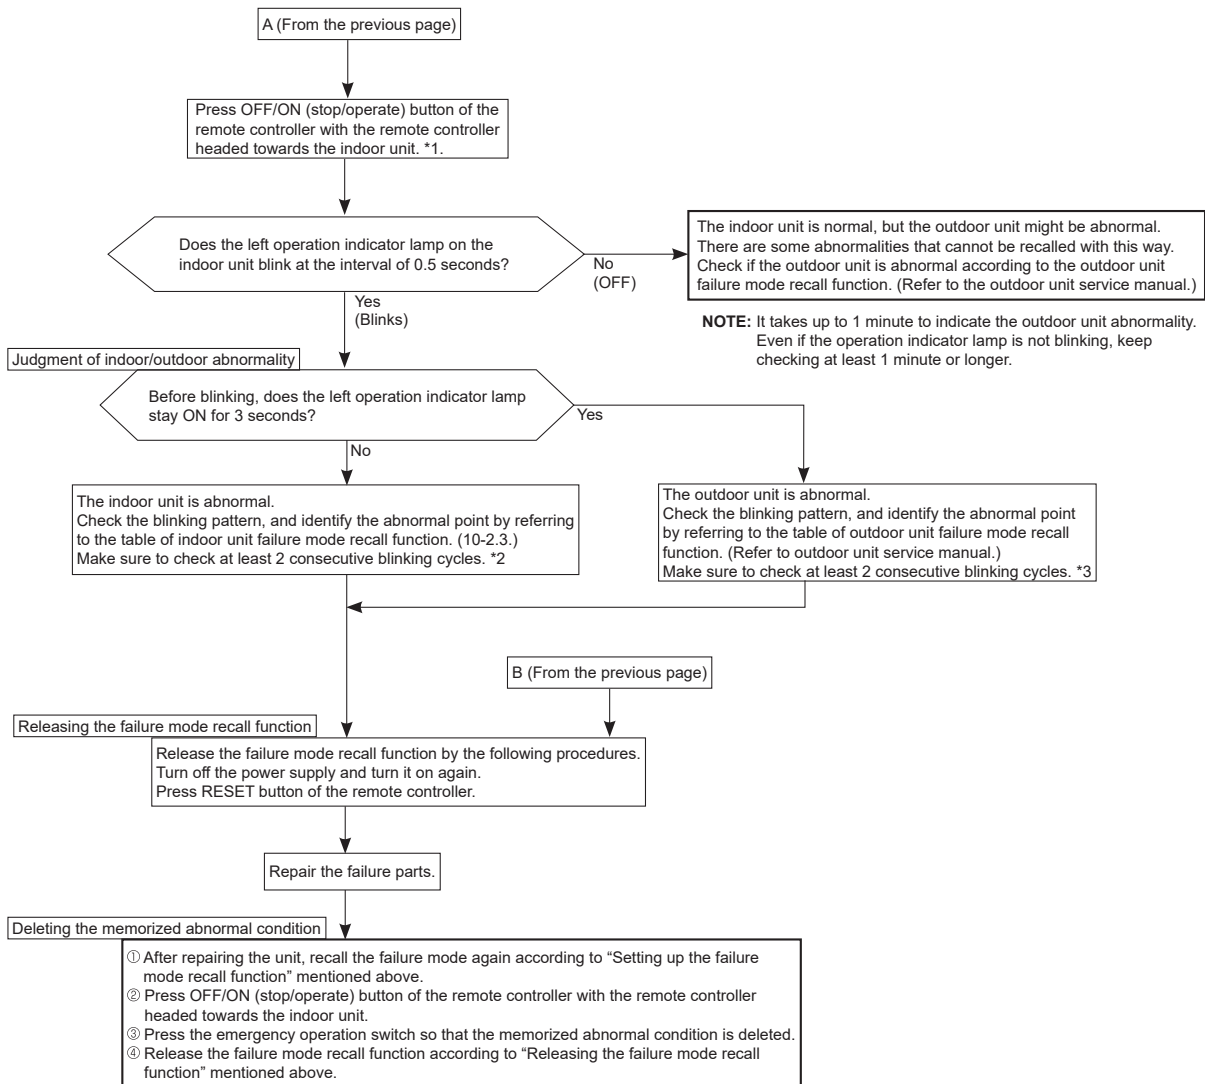 A (From the previous page)
Press OFF/ON (stop/operate) button of the
remote controller with the remote controller
headed towards the indoor unit. *1.
Does the left operation indicator lamp on the
indoor unit blink at the interval of 0.5 seconds?
No
(OFF)
The indoor unit is normal, but the outdoor unit might be abnormal.
There are some abnormalities that cannot be recalled with this way.
Check if the outdoor unit is abnormal according to the outdoor unit
failure mode recall function. (Refer to the outdoor unit service manual.)
NOTE: It takes up to 1 minute to indicate the outdoor unit abnormality.
Even if the operation indicator lamp is not blinking, keep
checking at least 1 minute or longer.
Yes
(Blinks)
Judgment of indoor/outdoor abnormality
Before blinking, does the left operation indicator lamp
stay ON for 3 seconds?
Yes
No
The indoor unit is abnormal.
Check the blinking pattern, and identify the abnormal point by referring
to the table of indoor unit failure mode recall function. (10-2.3.)
Make sure to check at least 2 consecutive blinking cycles. *2
The outdoor unit is abnormal.
Check the blinking pattern, and identify the abnormal point
by referring to the table of outdoor unit failure mode recall
function. (Refer to outdoor unit service manual.)
Make sure to check at least 2 consecutive blinking cycles. *3
B (From the previous page)
Releasing the failure mode recall function
Release the failure mode recall function by the following procedures.
Turn off the power supply and turn it on again.
Press RESET button of the remote controller.
Repair the failure parts.
Deleting the memorized abnormal condition
① After repairing the unit, recall the failure mode again according to “Setting up the failure
mode recall function” mentioned above.
② Press OFF/ON (stop/operate) button of the remote controller with the remote controller
headed towards the indoor unit.
③ Press the emergency operation switch so that the memorized abnormal condition is deleted.
④ Release the failure mode recall function according to “Releasing the failure mode recall
function” mentioned above.